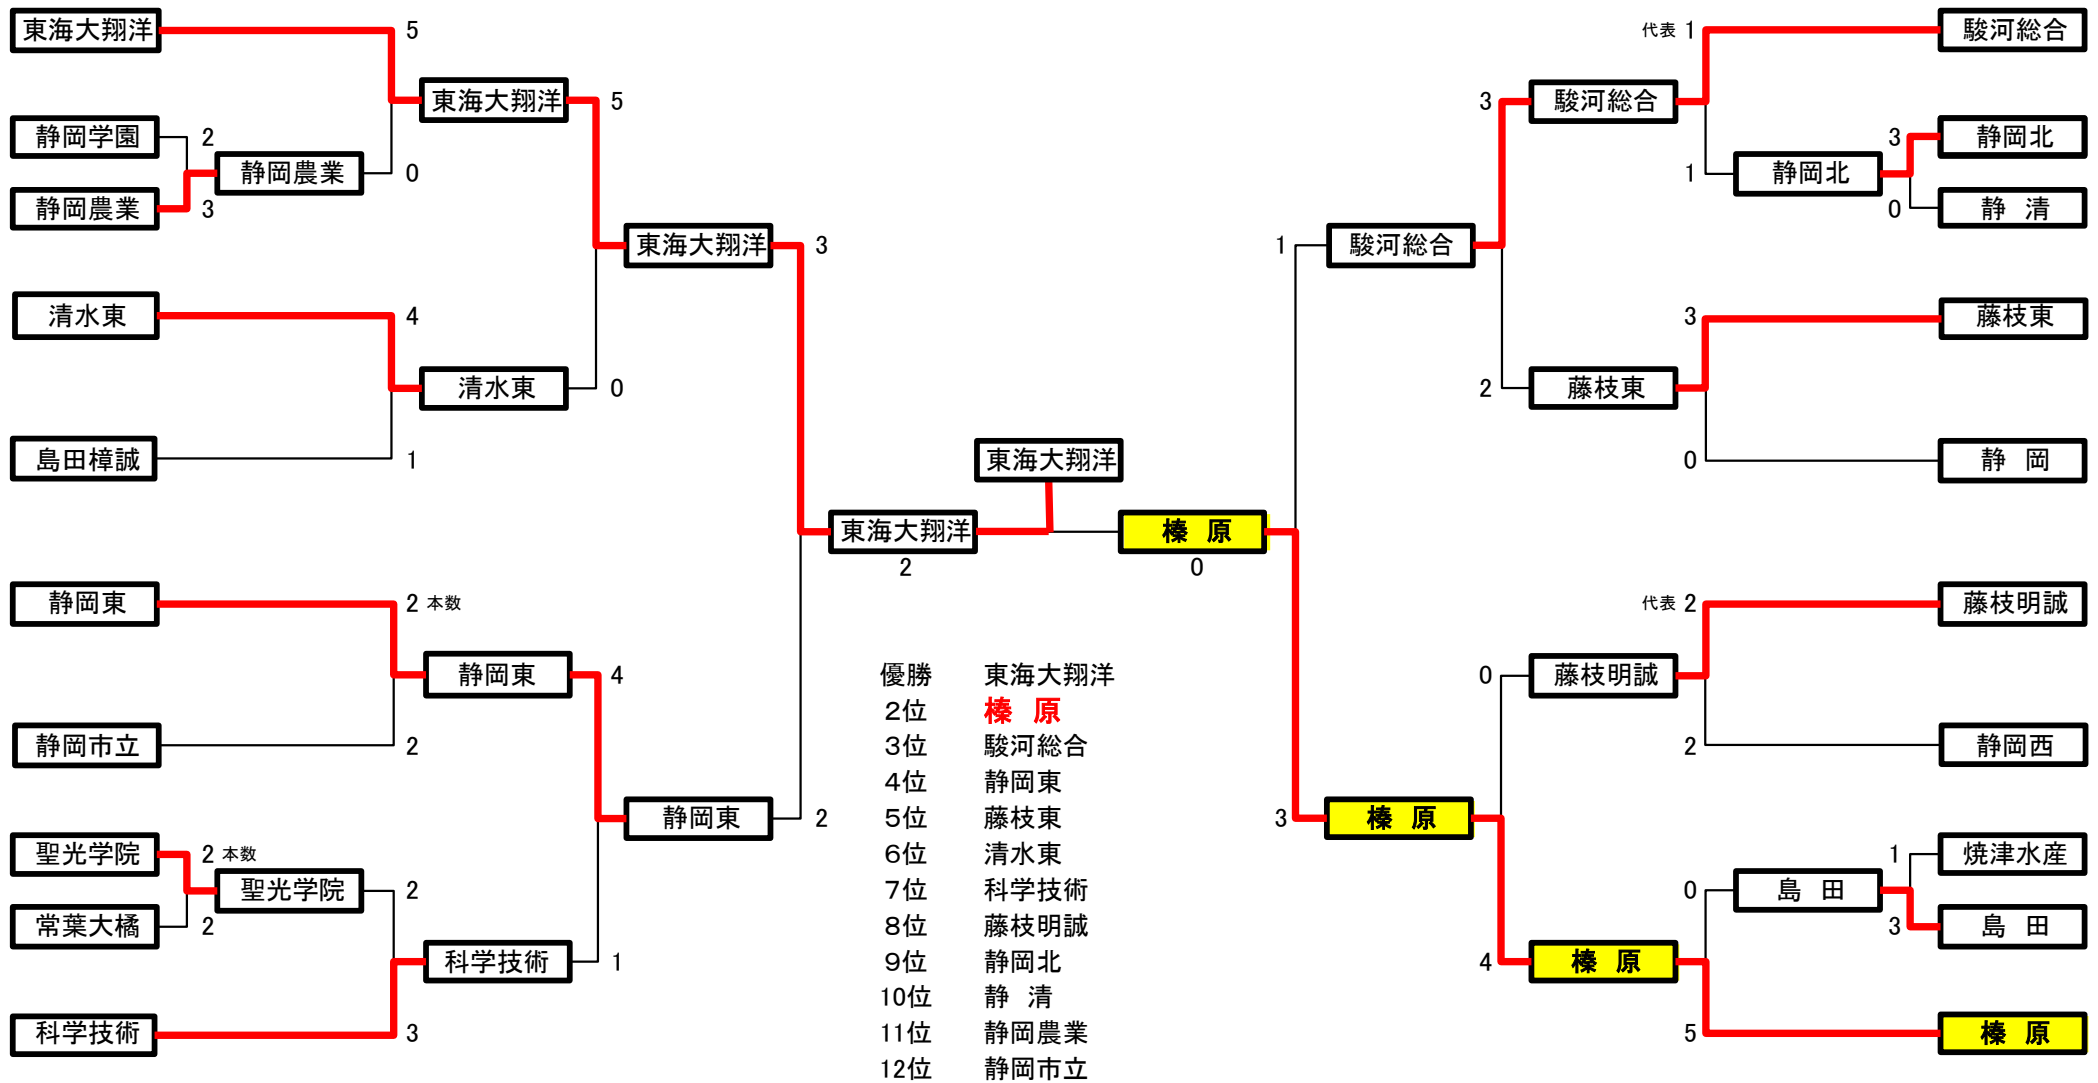 東海大翔洋
5
静岡学園
2
静岡農業
3
静岡農業
0
東海大翔洋
5
清水東
4
島田樟誠
1
清水東
0
東海大翔洋
3
静岡東
2 本数
静岡市立
2
静岡東
4
聖光学院
2 本数
常葉大橘
2
聖光学院
2
科学技術
3
科学技術
1
静岡東
2
東海大翔洋
東海大翔洋
2
榛 原
0
駿河総合
代表 1
静岡北
3
静 清
0
静岡北
1
駿河総合
3
藤枝東
3
静 岡
0
藤枝東
2
駿河総合
1
藤枝明誠
代表 2
静岡西
2
藤枝明誠
0
焼津水産
1
島 田
3
島 田
0
榛 原
5
榛 原
4
榛 原
3
優勝 東海大翔洋
2位 榛 原
3位 駿河総合
4位 静岡東
5位 藤枝東
6位 清水東
7位 科学技術
8位 藤枝明誠
9位 静岡北
10位 静 清
11位 静岡農業
12位 静岡市立